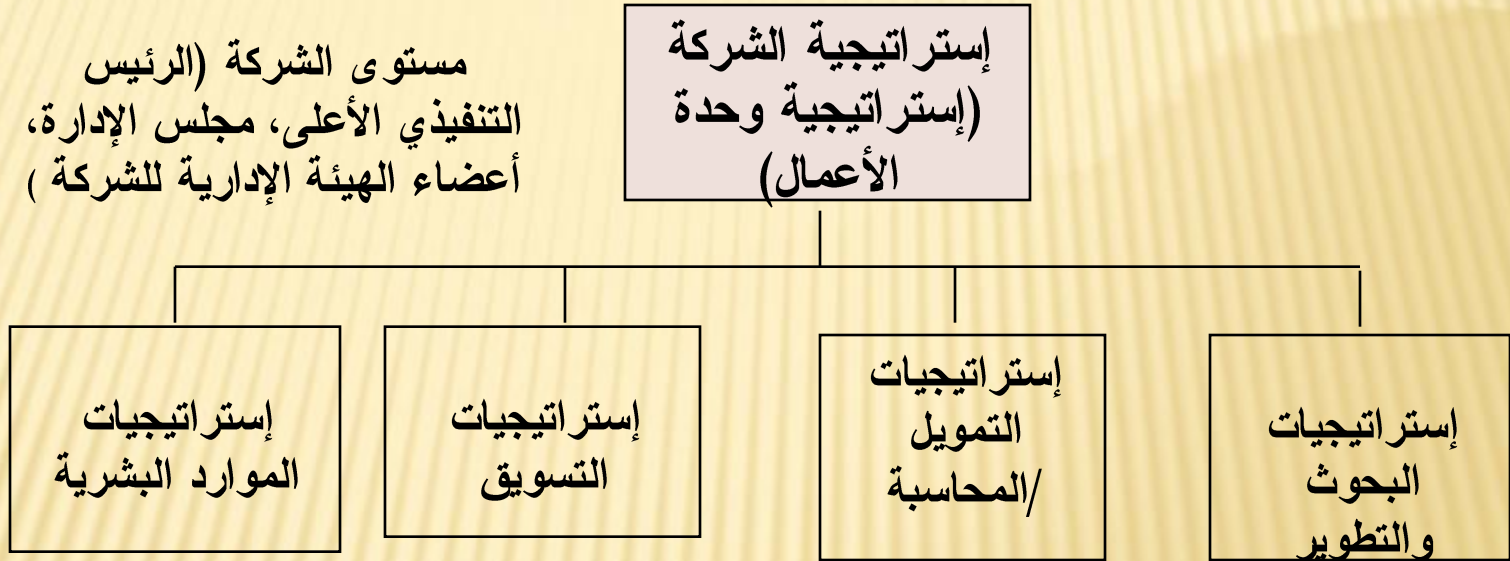 إستراتيجية الشركة
(إستراتيجية وحدة
الأعمال)
مستوى الشركة (الرئيس
التنفيذي الأعلى، مجلس الإدارة،
أعضاء الهيئة الإدارية للشركة )
إستراتيجيات
البحوث
والتطوير
إستراتيجيات
التمويل
/المحاسبة
إستراتيجيات
التسويق
إستراتيجيات
الموارد البشرية